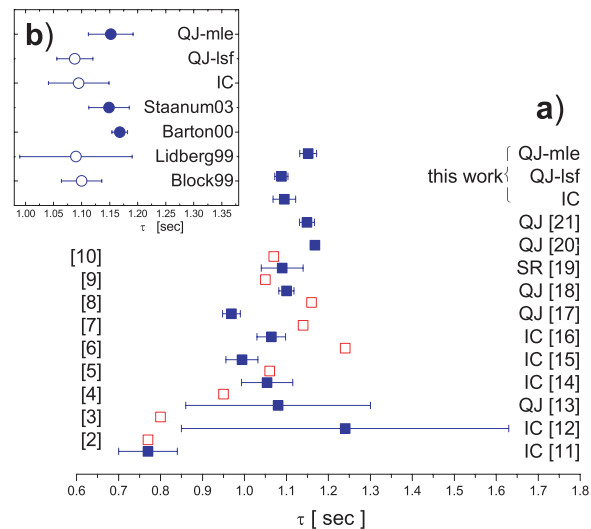 b)
QJ-mle
QJ-lsf
IC
Staanum03
Barton00
Lidberg99
Block99
1.00 1.05 1.10 1.15 1.20 1.25 1.30 1.35
τ [sec]
a)
this work
QJ-mle
QJ-lsf
IC
QJ [21]
QJ [20]
SR [19]
QJ [18]
QJ [17]
IC [16]
IC [15]
IC [14]
QJ [13]
IC [12]
IC [11]
[10]
[9]
[8]
[7]
[6]
[5]
[4]
[3]
[2]
0.6 0.7 0.8 0.9 1.0 1.1 1.2 1.3 1.4 1.5 1.6 1.7 1.8
τ [ sec ]